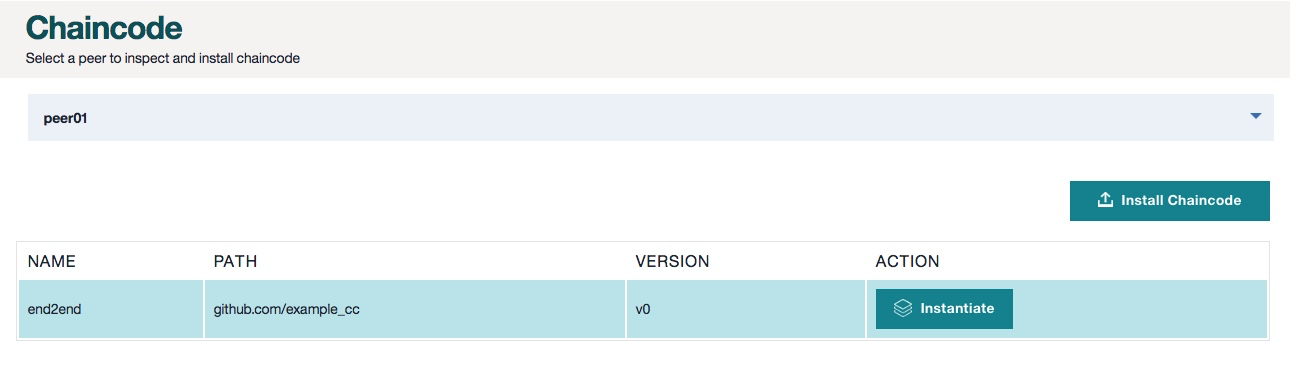 Chaincode
Select a peer to inspect and install chaincode
peer01
Install Chaincode
NAME PATH VERSION ACTION
end2end github.com/example_cc v0 Instantiate